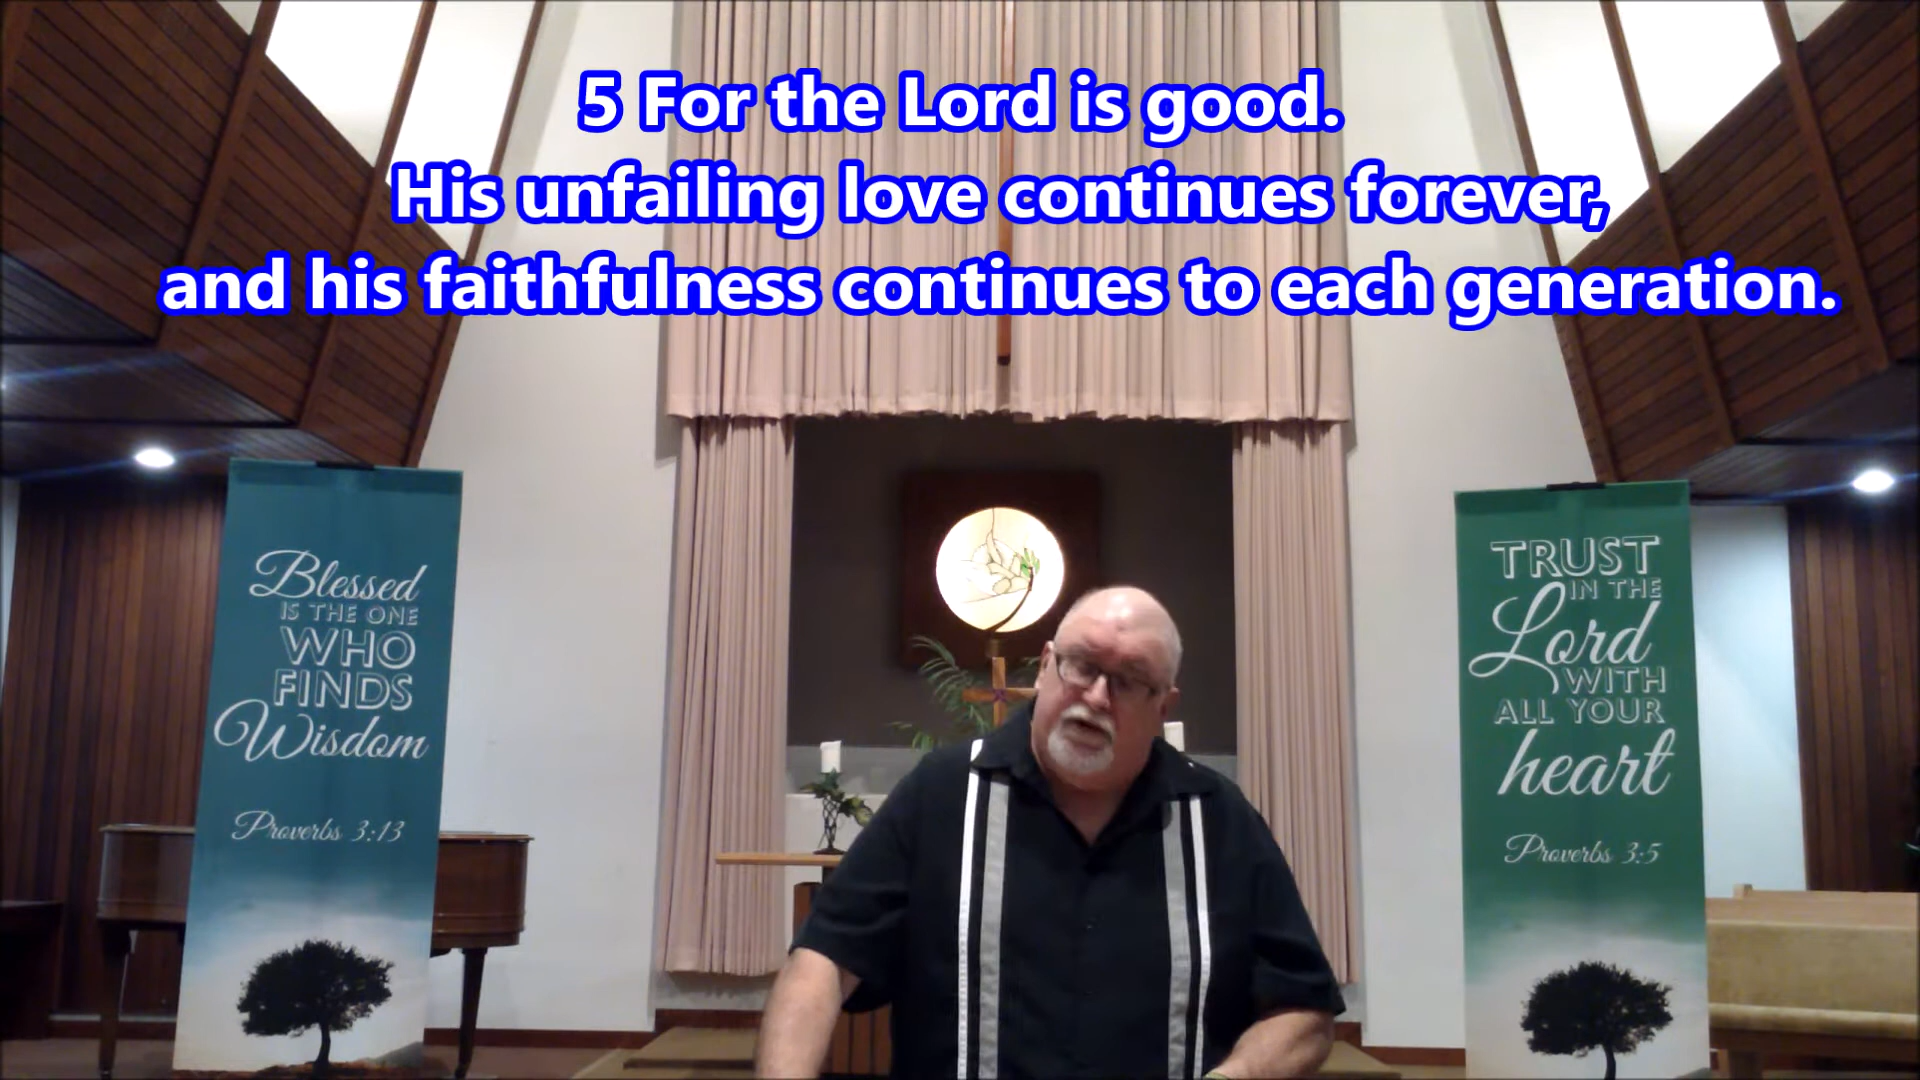 5 For the Lord is good.
His unfailing love continues forever,
and his faithfulness continues to each generation.
Blessed
IS THE ONE
WHO
FINDS
Wisdom
Proverbs 3:13
TRUST
IN THE
Lord
WITH
ALL YOUR
heart
Proverbs 3:5